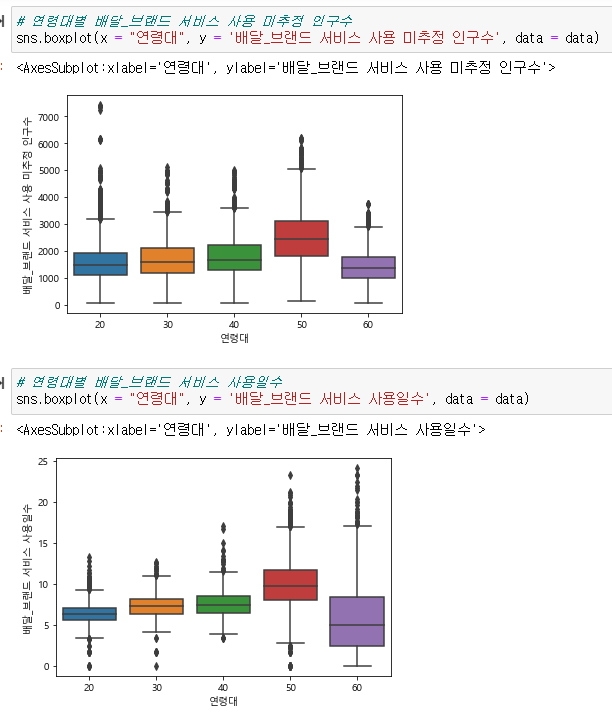 # 연령대별 배달_브랜드 서비스 사용 미추정 인구수
sns.boxplot(x = "연령대", y = '배달_브랜드 서비스 사용 미추정 인구수', data = data)
<AxesSubplot:xlabel='연령대', ylabel='배달_브랜드 서비스 사용 미추정 인구수'>
배달_브랜드 서비스 사용 미추정 인구수
7000
6000
5000
4000
3000
2000
1000
0
20 30 40 50 60
연령대
# 연령대별 배달_브랜드 서비스 사용일수
sns.boxplot(x = "연령대", y = '배달_브랜드 서비스 사용일수', data = data)
<AxesSubplot:xlabel='연령대', ylabel='배달_브랜드 서비스 사용일수'>
배달_브랜드 서비스 사용일수
25
20
15
10
5
0
20 30 40 50 60
연령대